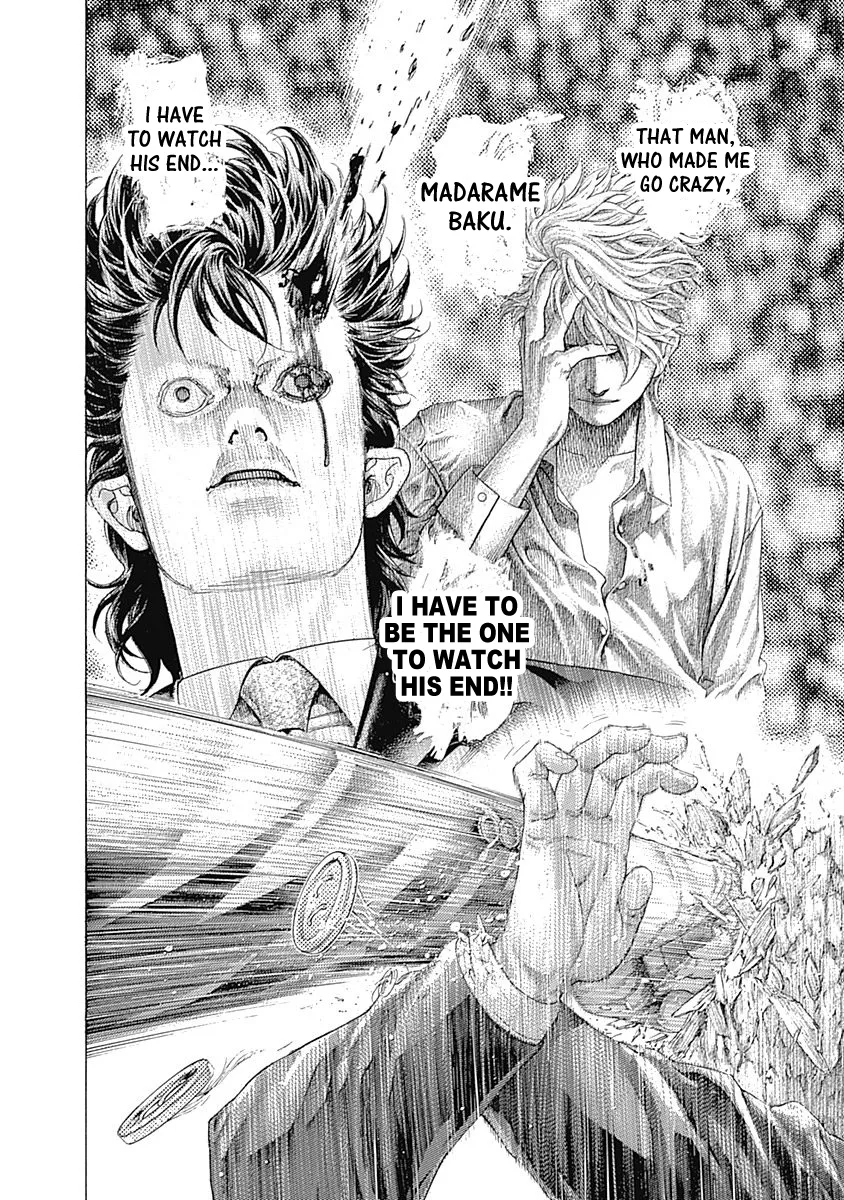 THAT MAN,
WHO MADE ME
GO CRAZY,
MADARAME
BAKU.
I HAVE
TO WATCH
HIS END...
I HAVE TO
BE THE ONE
TO WATCH
HIS END!!